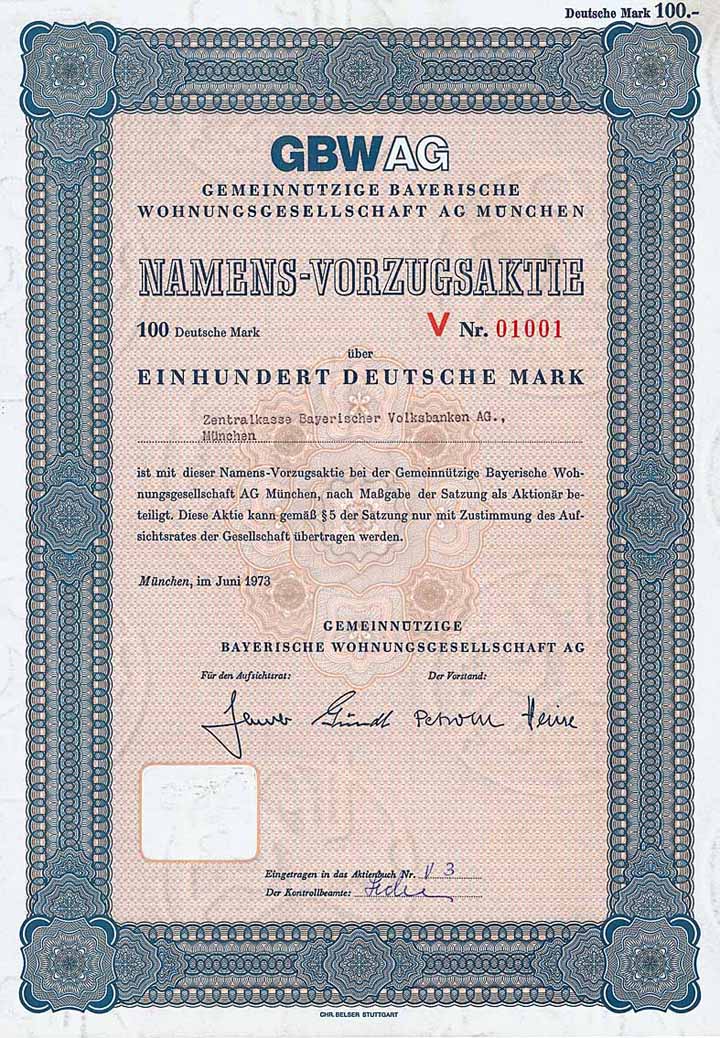 Deutsche Mark 100.-
GBWAG
GEMEINNÜTZIGE BAYERISCHE
WOHNUNGSGESELLSCHAFT AG MÜNCHEN
NAMENS-VORZUGSAKTIE
100 Deutsche Mark V Nr. 01001
über
EINHUNDERT DEUTSCHE MARK
Zentralkasse Bayerischer Volksbanken AG.,
München
ist mit dieser Namens-Vorzugsaktie bei der Gemeinnützige Bayerische Woh-
nungsgesellschaft AG München, nach Maßgabe der Satzung als Aktionär be-
teiligt. Diese Aktie kann gemäß § 5 der Satzung nur mit Zustimmung des Auf-
sichtsrates der Gesellschaft übertragen werden.
München, im Juni 1973
GEMEINNÜTZIGE
BAYERISCHE WOHNUNGSGESELLSCHAFT AG
Für den Aufsichtsrat: Der Vorstand:
Eingetragen in das Aktienbuch Nr. V 3
Der Kontrollbeamte:
CHR. BELSER STUTTGART